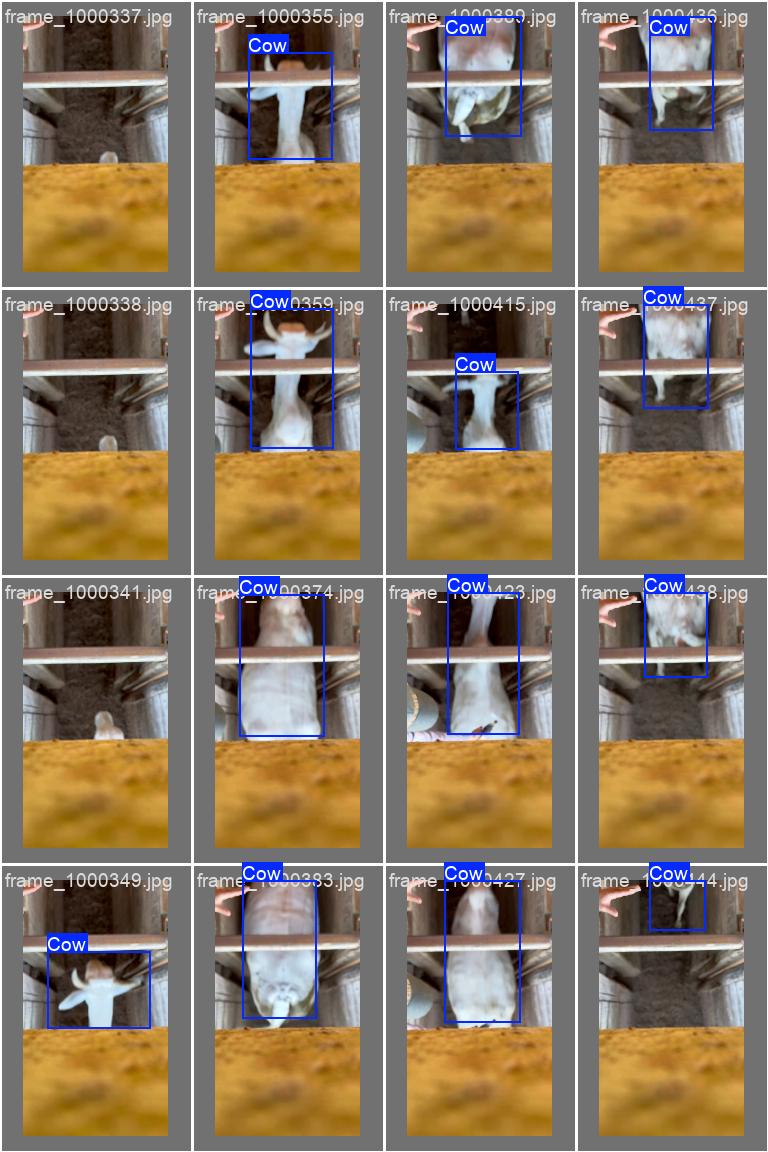 frame_1000337.jpg
frame_1000355.jpg
Cow
frame_1000389.jpg
Cow
frame_1000436.jpg
Cow
frame_1000338.jpg
frame_1000359.jpg
Cow
frame_1000415.jpg
Cow
frame_1000437.jpg
Cow
frame_1000341.jpg
frame_1000374.jpg
Cow
frame_1000423.jpg
Cow
frame_1000438.jpg
Cow
frame_1000349.jpg
Cow
frame_1000383.jpg
Cow
frame_1000427.jpg
Cow
frame_1000444.jpg
Cow